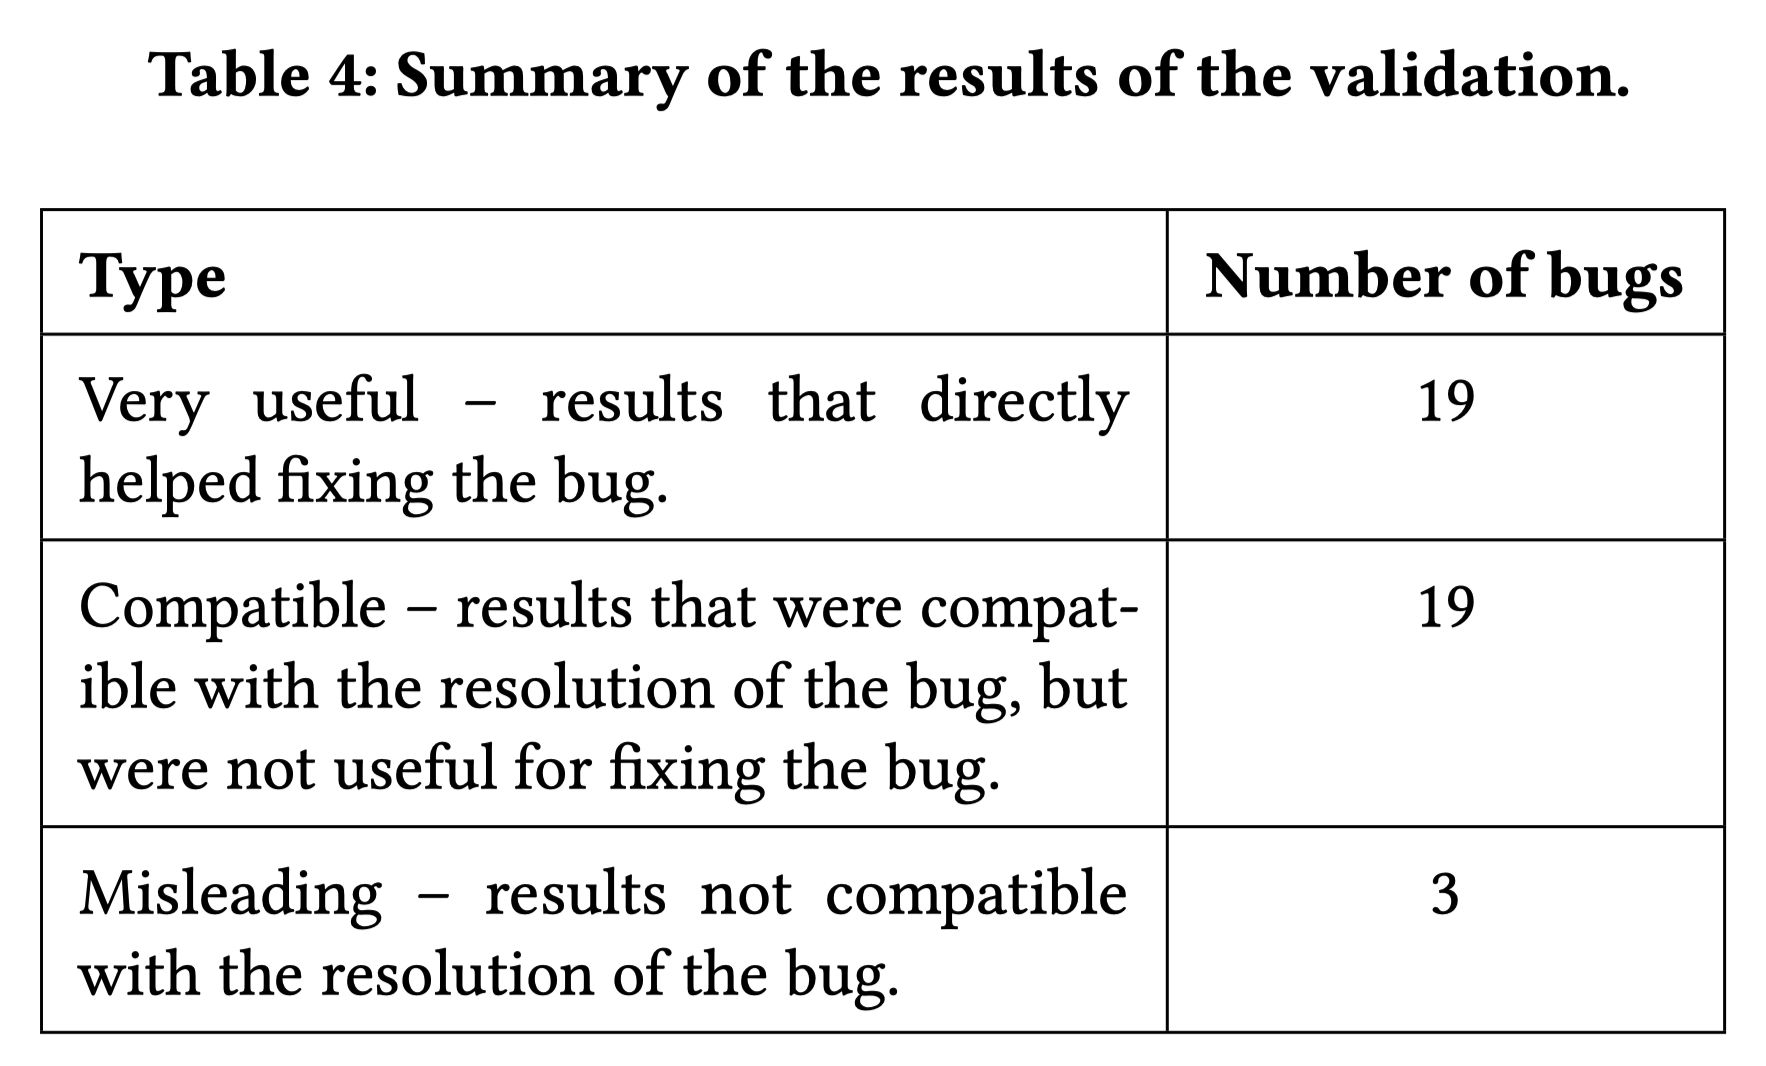 Table 4: Summary of the results of the validation.
Type
Number of bugs
Very useful – results that directly
helped fixing the bug.
19
Compatible – results that were compat-
ible with the resolution of the bug, but
were not useful for fixing the bug.
19
Misleading – results not compatible
with the resolution of the bug.
3